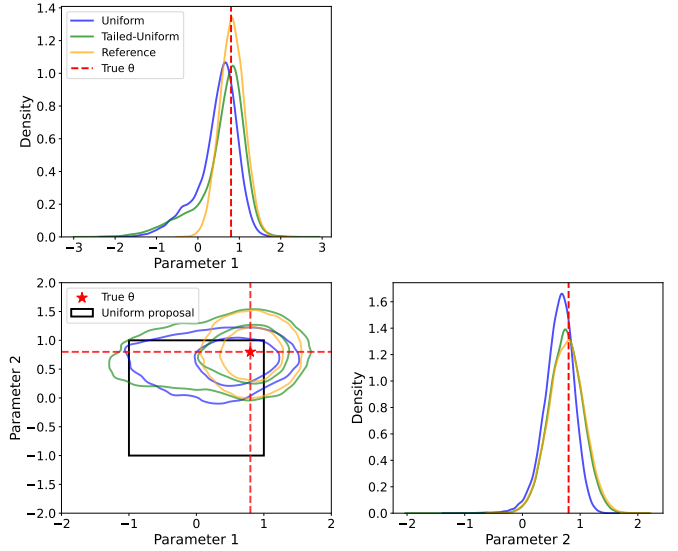 1.4
1.2
1.0
0.8
0.6
0.4
0.2
0.0
Density
Uniform
Tailed-Uniform
Reference
True θ
−3 −2 −1 0 1 2 3
Parameter 1
2.0
1.5
1.0
0.5
0.0
−0.5
−1.0
−1.5
−2.0
Parameter 2
True θ
Uniform proposal
−2 −1 0 1 2
Parameter 1
1.6
1.4
1.2
1.0
0.8
0.6
0.4
0.2
0.0
Density
−2 −1 0 1 2
Parameter 2